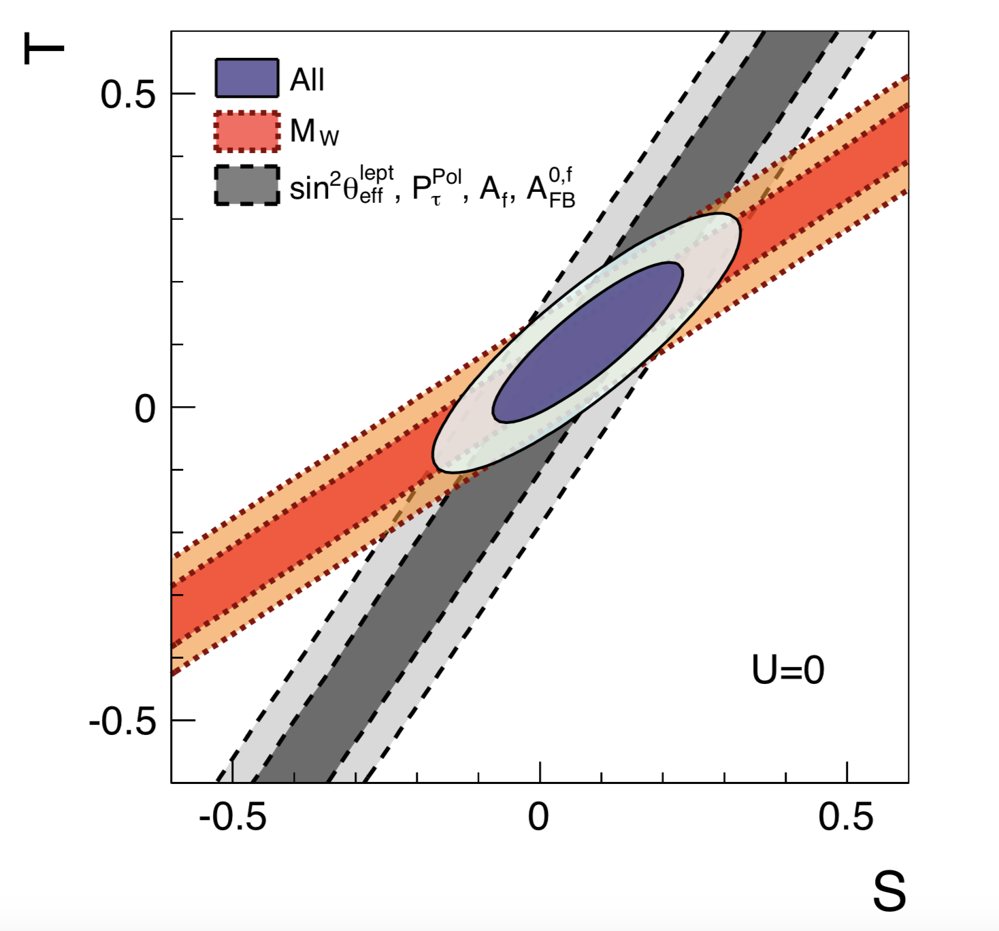 T
0.5
0
-0.5
All
M_W
sin²θ_eff^lept, P_τ^Pol, A_f, A_FB^0,f
U=0
-0.5 0 0.5
S